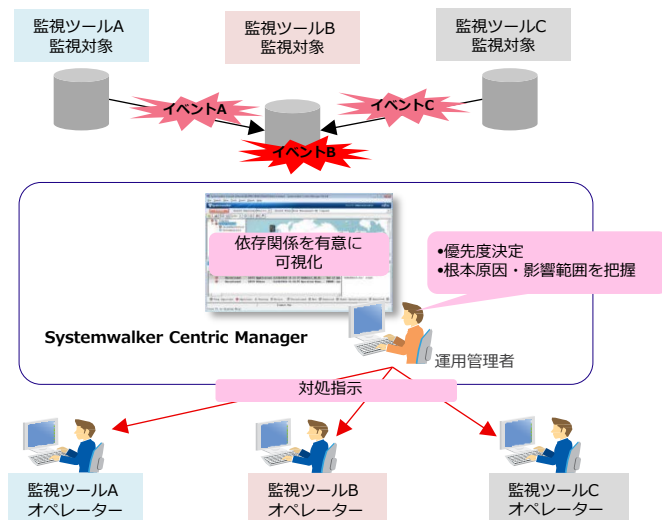 監視ツールA
監視対象
監視ツールB
監視対象
監視ツールC
監視対象
イベントA
イベントC
イベントB
依存関係を有意に
可視化
•優先度決定
•根本原因・影響範囲を把握
Systemwalker Centric Manager
運用管理者
対処指示
監視ツールA
オペレーター
監視ツールB
オペレーター
監視ツールC
オペレーター